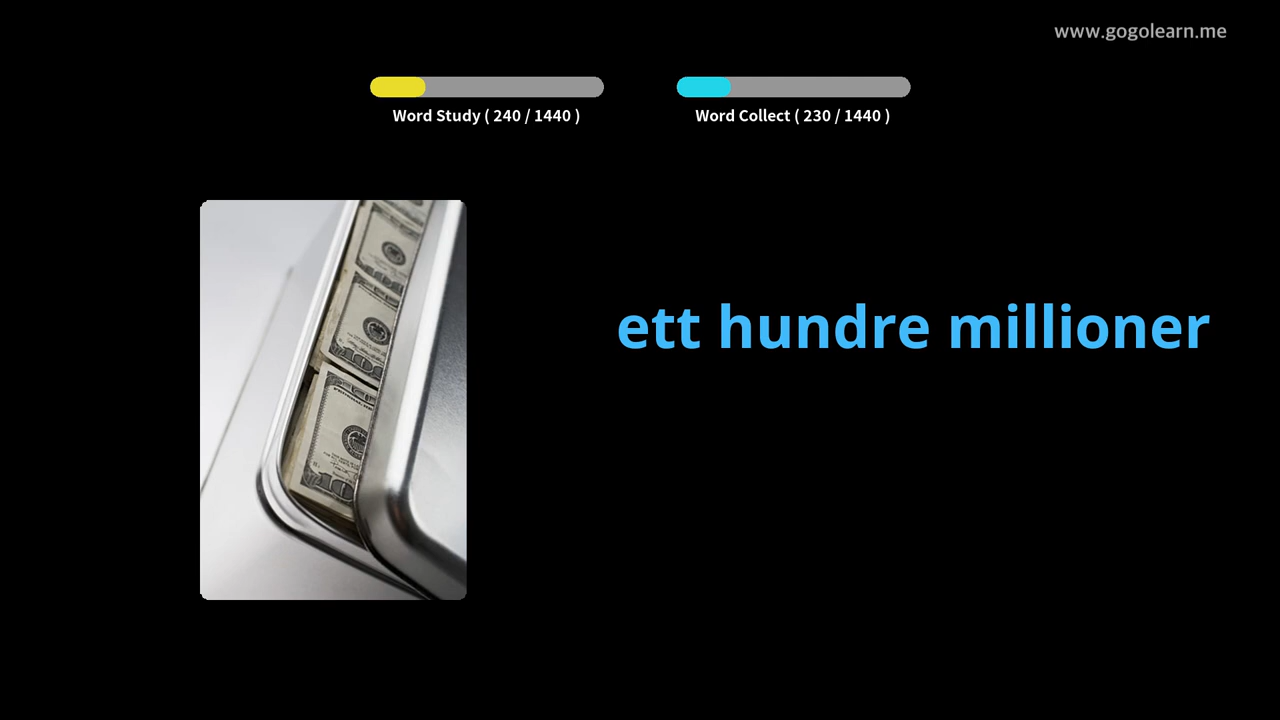 www.gogolearn.me
Word Study ( 240 / 1440 )
Word Collect ( 230 / 1440 )
ett hundre millioner